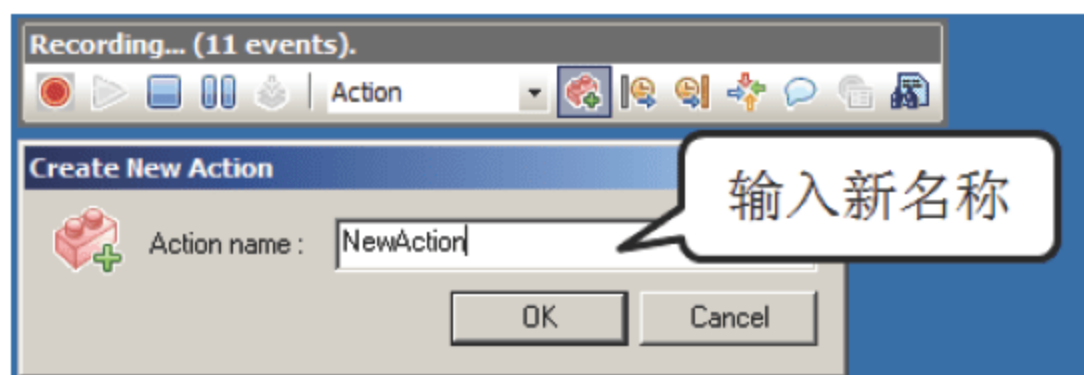 Recording... (11 events).
Action
Create New Action
输入新名称
Action name :
NewAction
OK
Cancel